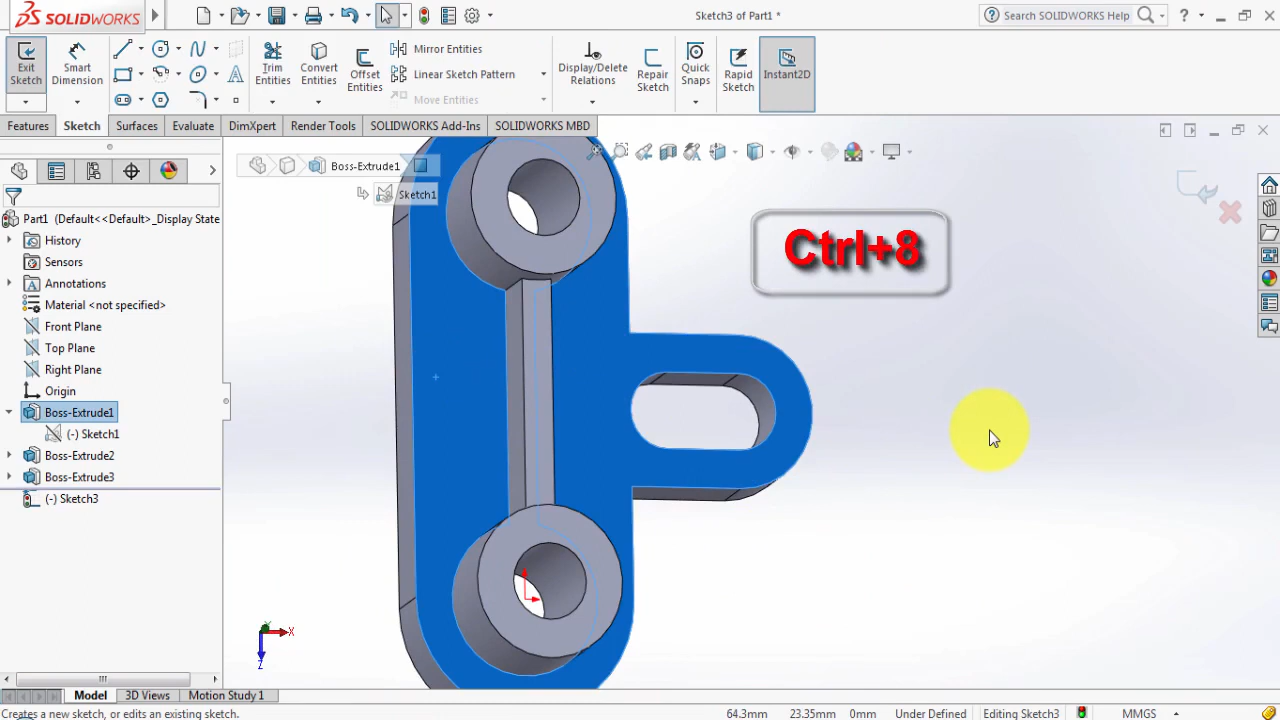 SOLIDWORKS
Sketch3 of Part1 *
Search SOLIDWORKS Help
?
Exit
Sketch
Smart
Dimension
Trim
Entities
Convert
Entities
Offset
Entities
Mirror Entities
Linear Sketch Pattern
Move Entities
Display/Delete
Relations
Repair
Sketch
Quick
Snaps
Rapid
Sketch
Instant2D
Features
Sketch
Surfaces
Evaluate
DimXpert
Render Tools
SOLIDWORKS Add-Ins
SOLIDWORKS MBD
Boss-Extrude1
Sketch1
Ctrl+8
Part1 (Default<<Default>_Display State
History
Sensors
Annotations
Material <not specified>
Front Plane
Top Plane
Right Plane
Origin
Boss-Extrude1
(-) Sketch1
Boss-Extrude2
Boss-Extrude3
(-) Sketch3
Y
X
Z
Model
3D Views
Motion Study 1
Creates a new sketch, or edits an existing sketch.
64.3mm
23.35mm
0mm
Under Defined
Editing Sketch3
MMGS